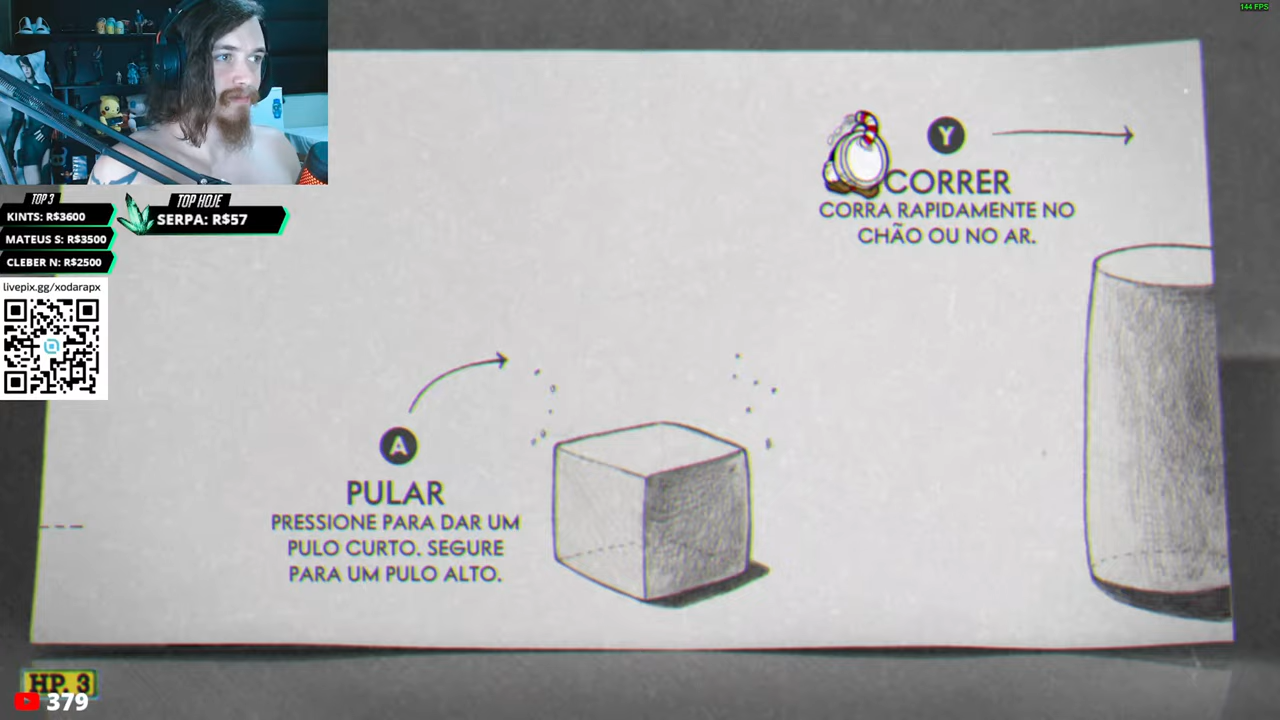 144 FPS
TOP 3
KINTS: R$3600
MATEUS S: R$3500
CLEBER N: R$2500
TOP HOJE
SERPA: R$57
livepix.gg/xodarapx
Y
CORRER
CORRA RAPIDAMENTE NO
CHÃO OU NO AR.
A
PULAR
PRESSIONE PARA DAR UM
PULO CURTO. SEGURE
PARA UM PULO ALTO.
HP. 3
379